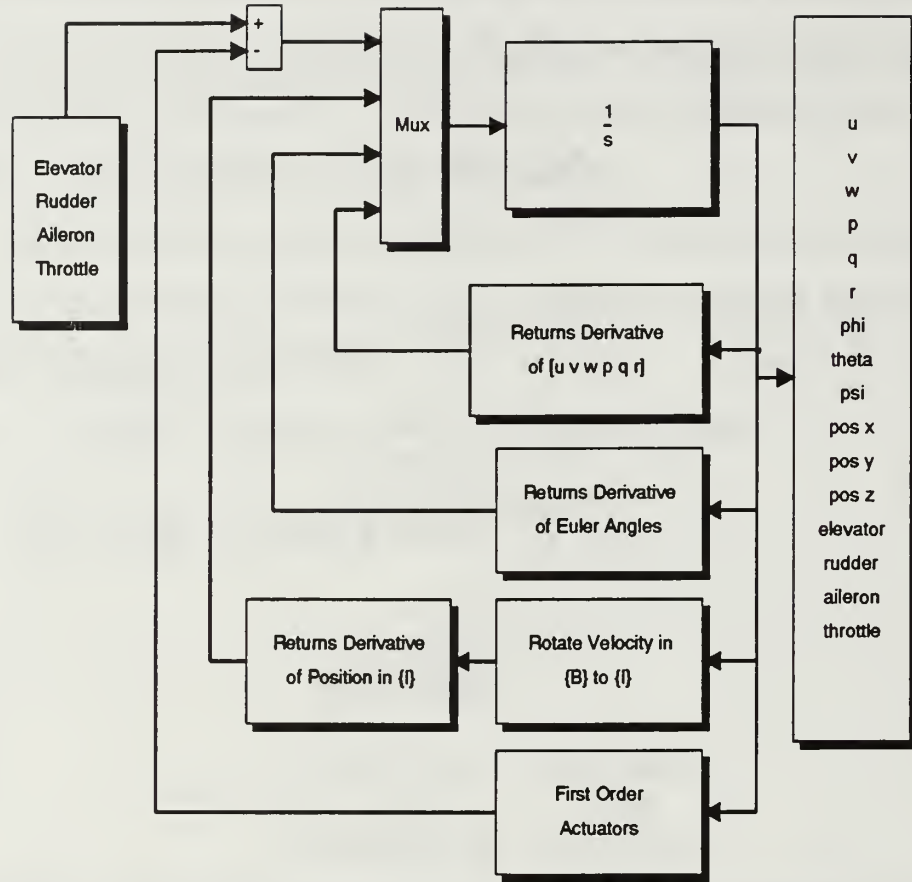 +
-
Elevator
Rudder
Aileron
Throttle
Mux
1
s
Returns Derivative
of [u v w p q r]
Returns Derivative
of Euler Angles
Returns Derivative
of Position in {I}
Rotate Velocity in
{B} to {I}
First Order
Actuators
u
v
w
p
q
r
phi
theta
psi
pos x
pos y
pos z
elevator
rudder
aileron
throttle